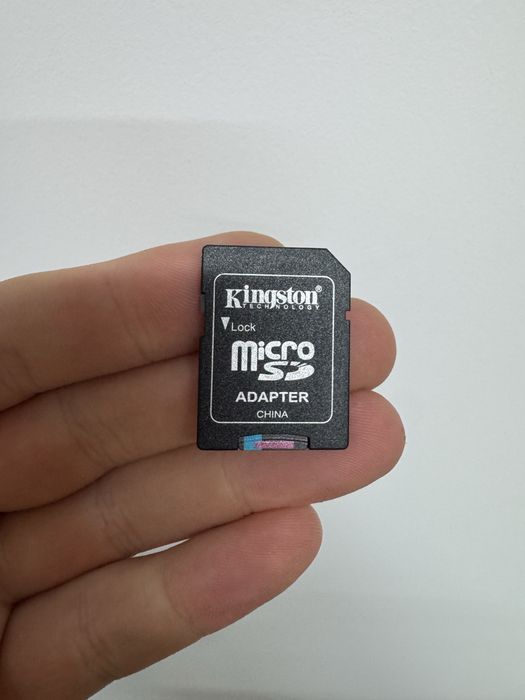 Kingston®
TECHNOLOGY
▼Lock
micro
SD
ADAPTER
CHINA